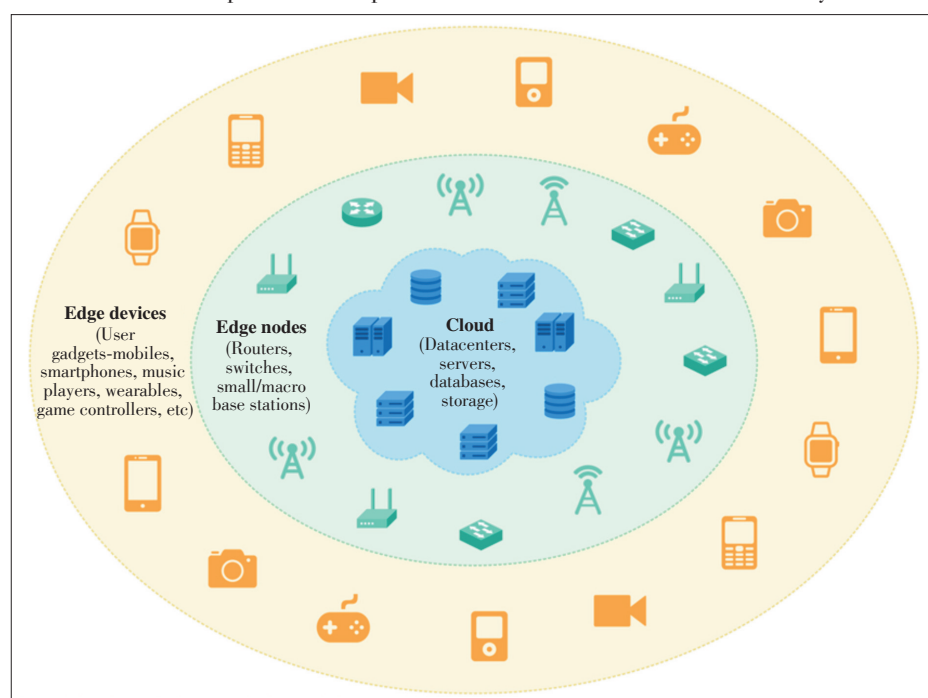 Edge devices
(User
gadgets-mobiles,
smartphones, music
players, wearables,
game controllers, etc)
Edge nodes
(Routers,
switches,
small/macro
base stations)
Cloud
(Datacenters,
servers,
databases,
storage)